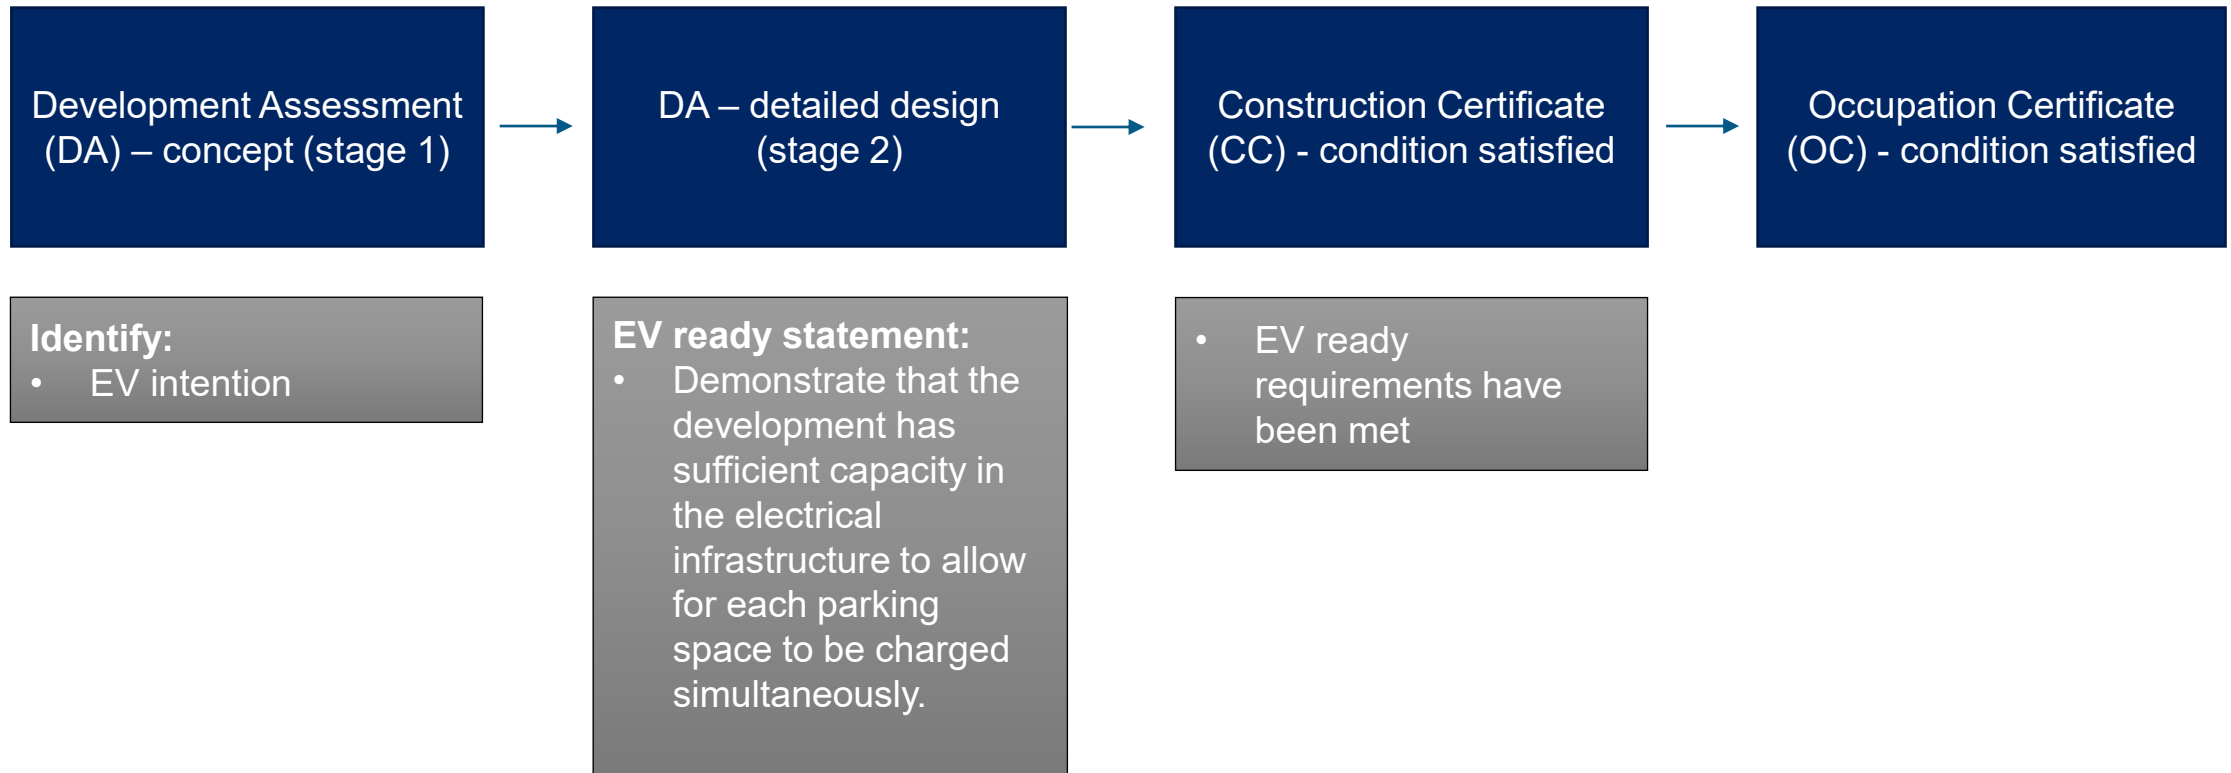 Development Assessment
(DA) – concept (stage 1)
DA – detailed design
(stage 2)
Construction Certificate
(CC) - condition satisfied
Occupation Certificate
(OC) - condition satisfied
Identify:
• EV intention
EV ready statement:
• Demonstrate that the
development has
sufficient capacity in
the electrical
infrastructure to allow
for each parking
space to be charged
simultaneously.
• EV ready
requirements have
been met